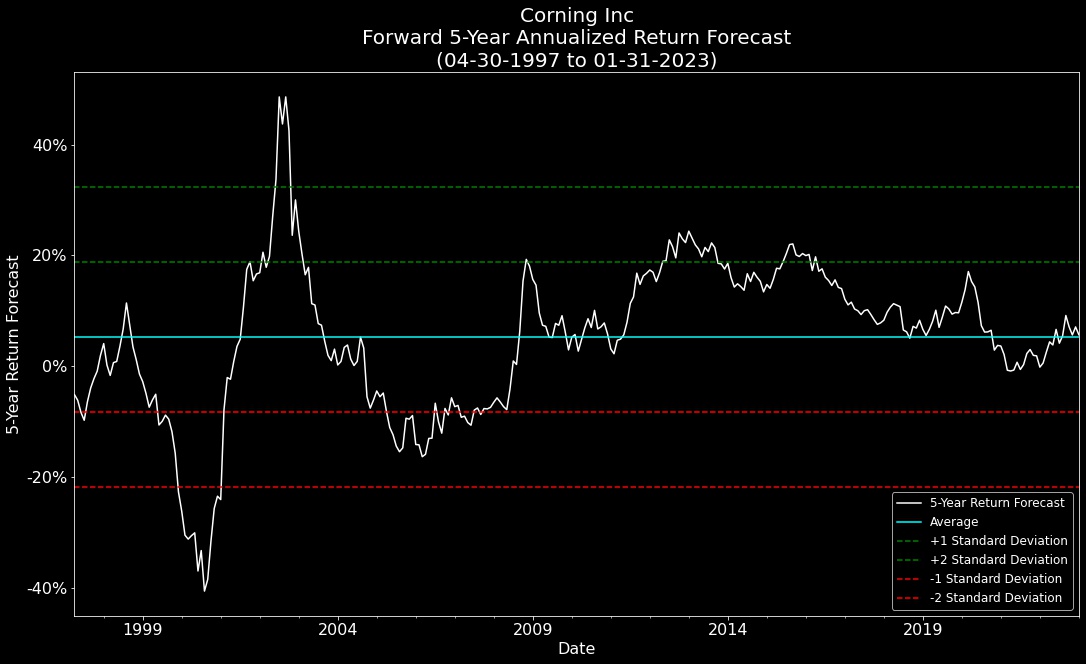 Corning Inc
Forward 5-Year Annualized Return Forecast
(04-30-1997 to 01-31-2023)
5-Year Return Forecast
40%
20%
0%
-20%
-40%
1999 2004 2009 2014 2019
Date
5-Year Return Forecast
Average
+1 Standard Deviation
+2 Standard Deviation
-1 Standard Deviation
-2 Standard Deviation